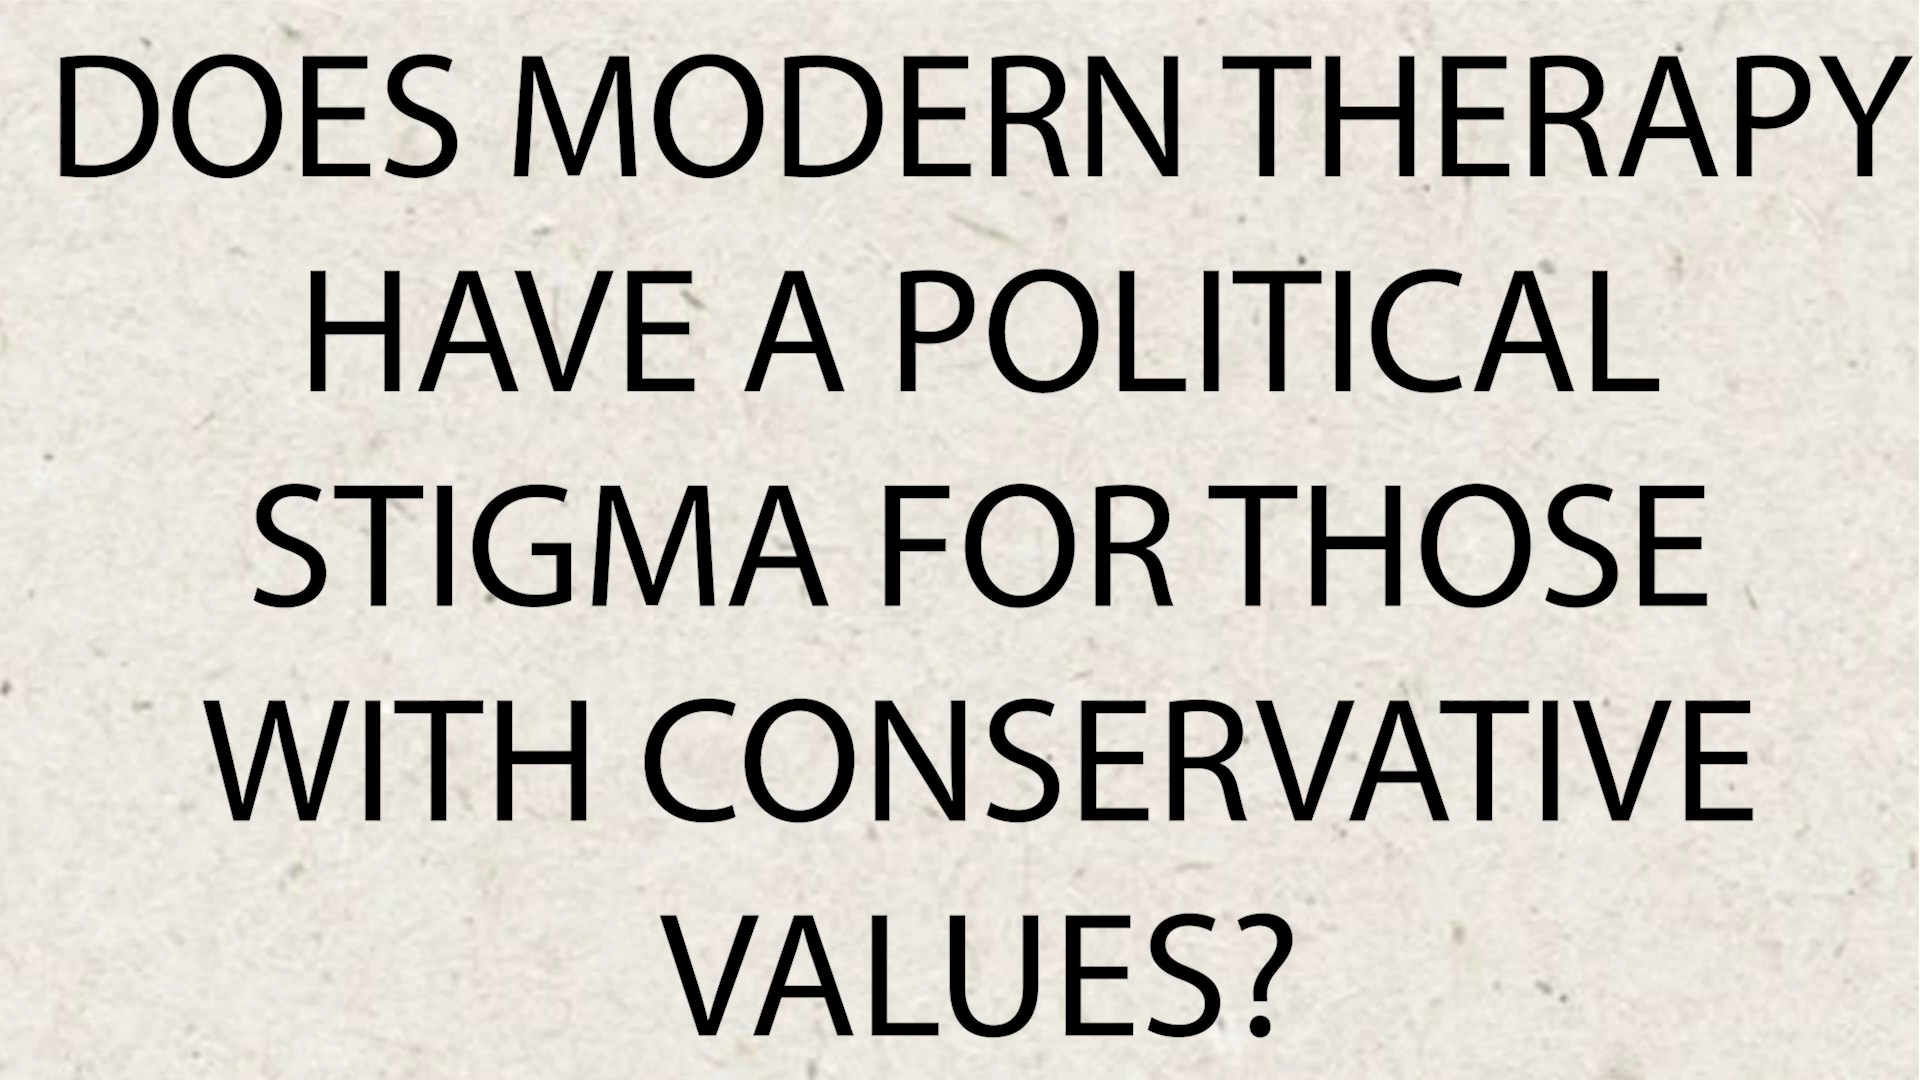 DOES MODERN THERAPY
HAVE A POLITICAL
STIGMA FOR THOSE
WITH CONSERVATIVE
VALUES?